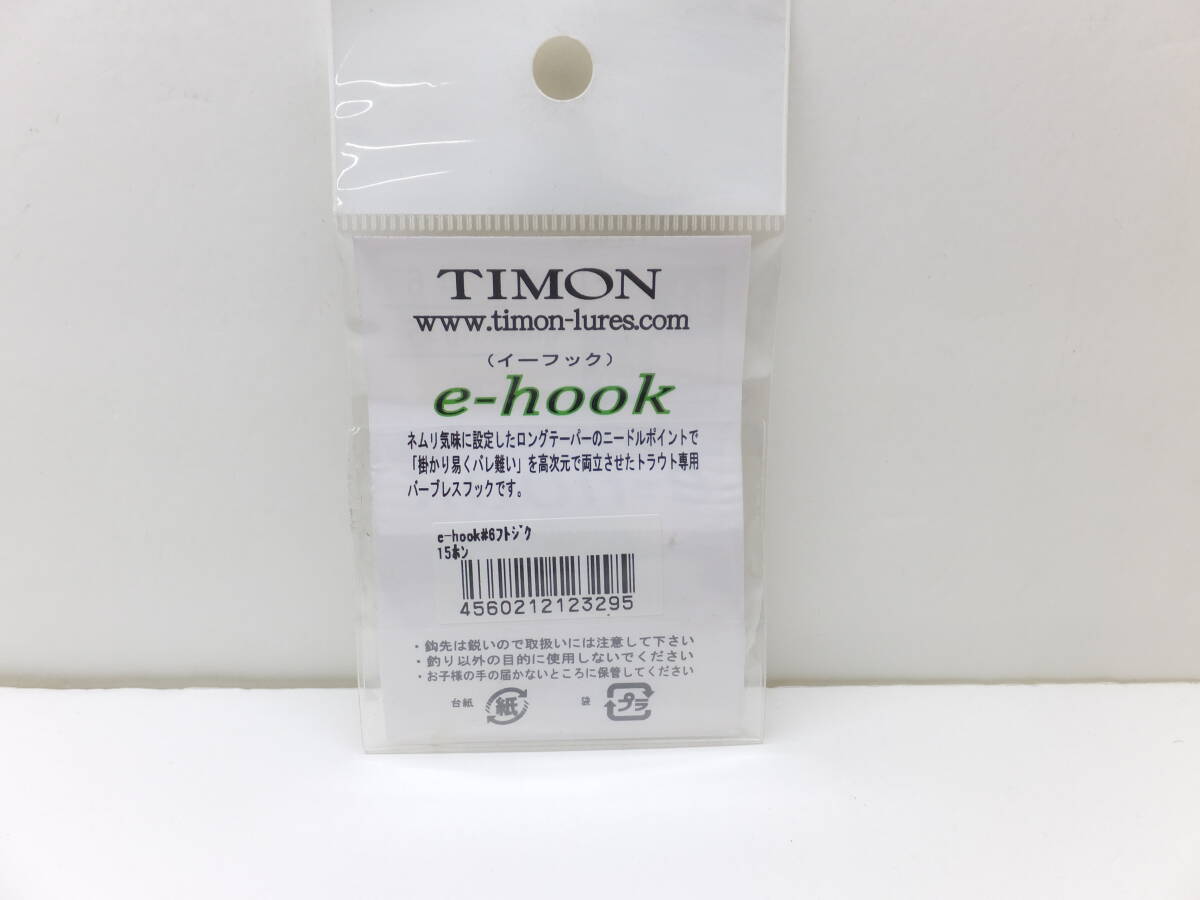 TIMON
www.timon-lures.com
（イーフック）
e-hook
ネムリ気味に設定したロングテーパーのニードルポイントで
「掛かり易くバレ難い」を高次元で両立させたトラウト専用
バーブレスフックです。
e-hook#6フトジク
15ホン
4560212123295
・鈎先は鋭いので取扱いには注意して下さい
・釣り以外の目的に使用しないでください
・お子様の手の届かないところに保管してください
台紙 紙 袋 プラ